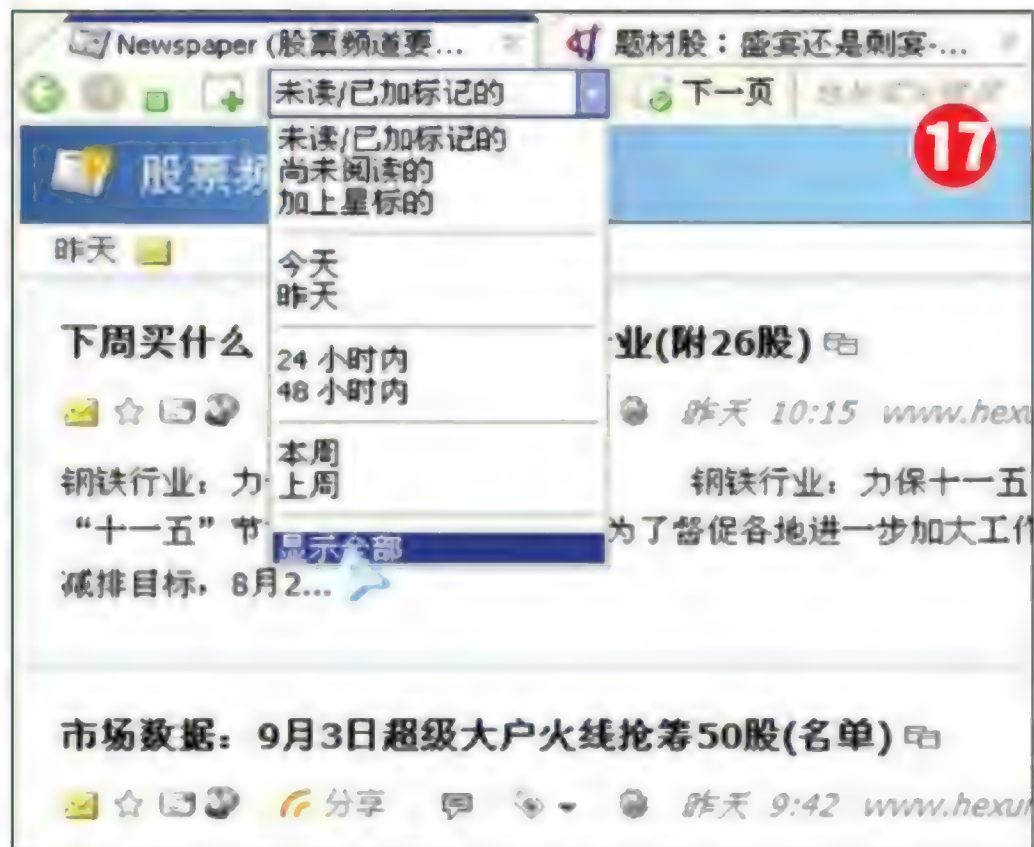 Newspaper (股票频道要...
题材股：盛宴还是剩宴-...
未读/已加标记的
下一页
17
未读/已加标记的
尚未阅读的
加上星标的
股票频
昨天
今天
昨天
下周买什么
业(附26股)
24 小时内
48 小时内
昨天 10:15 www.hexu
本周
上周
钢铁行业：力
钢铁行业：力保十一五
“十一五”节
显示全部
为了督促各地进一步加大工作
减排目标，8月2...
市场数据：9月3日超级大户火线抢筹50股(名单)
分享
昨天 9:42 www.hexun